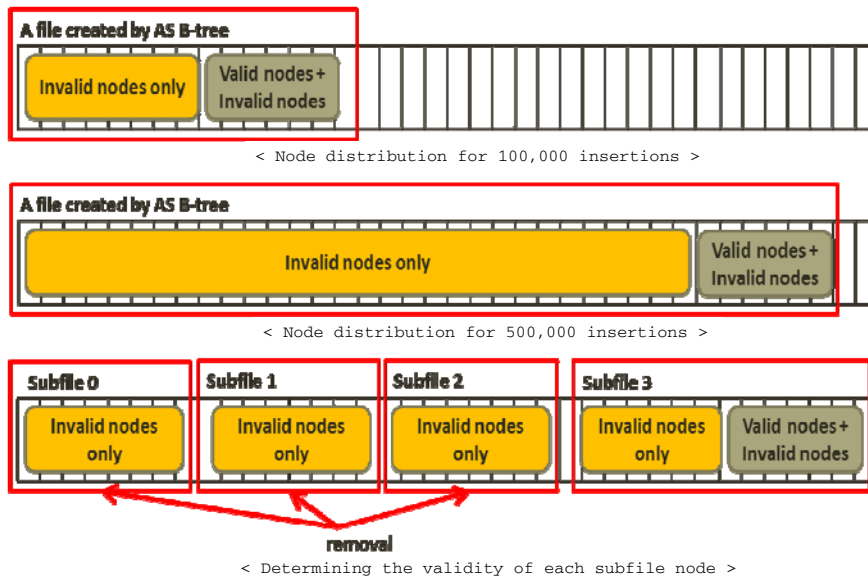 A file created by AS B-tree
Invalid nodes only
Valid nodes +
Invalid nodes
< Node distribution for 100,000 insertions >
A file created by AS B-tree
Invalid nodes only
Valid nodes +
Invalid nodes
< Node distribution for 500,000 insertions >
Subfile 0
Subfile 1
Subfile 2
Subfile 3
Invalid nodes
only
Invalid nodes
only
Invalid nodes
only
Invalid nodes
only
Valid nodes +
Invalid nodes
removal
< Determining the validity of each subfile node >